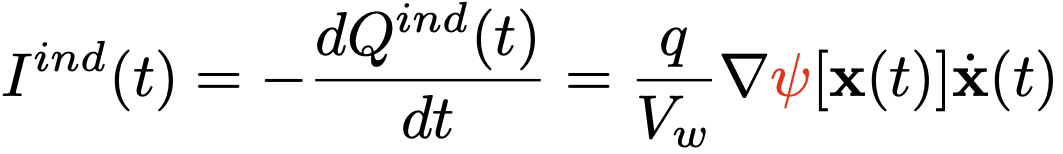 I^{ind}(t) = -\frac{dQ^{ind}(t)}{dt} = \frac{q}{V_w} \nabla \psi[\mathbf{x}(t)] \dot{\mathbf{x}}(t)